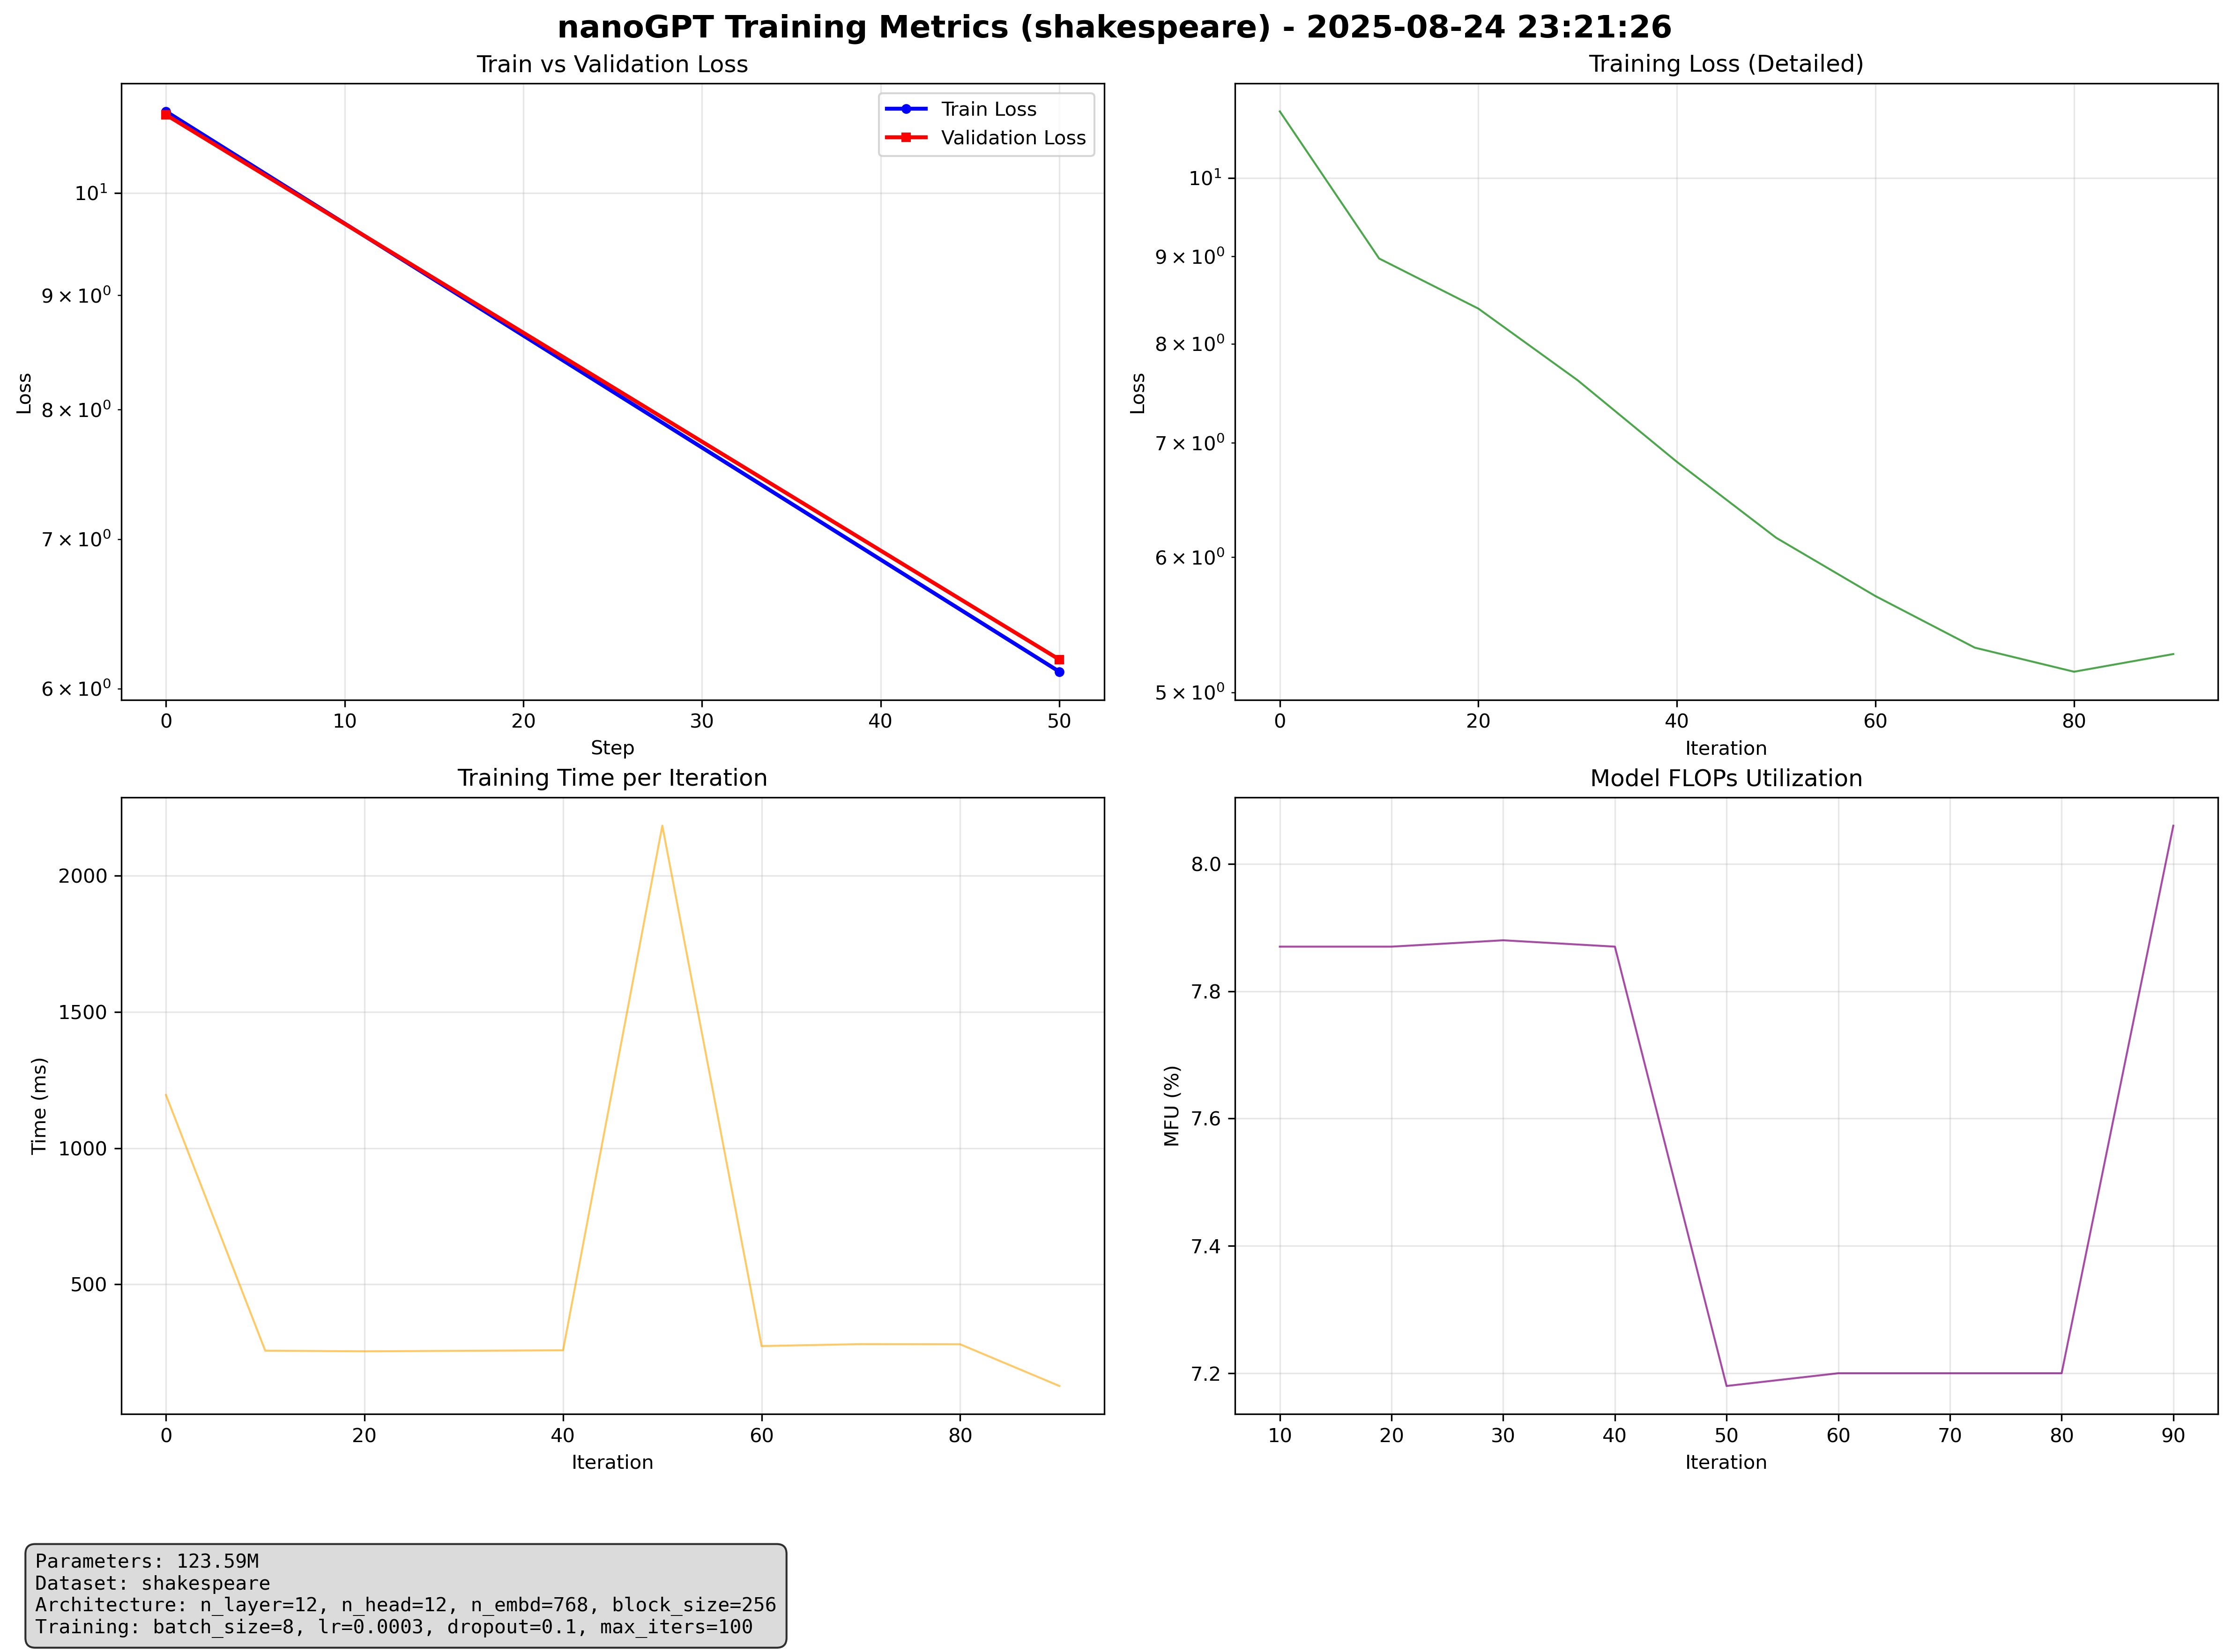 nanoGPT Training Metrics (shakespeare) - 2025-08-24 23:21:26
Train vs Validation Loss
Train Loss
Validation Loss
Loss
10¹
9 × 10⁰
8 × 10⁰
7 × 10⁰
6 × 10⁰
0 10 20 30 40 50
Step
Training Loss (Detailed)
Loss
10¹
9 × 10⁰
8 × 10⁰
7 × 10⁰
6 × 10⁰
5 × 10⁰
0 20 40 60 80
Iteration
Training Time per Iteration
Time (ms)
2000
1500
1000
500
0 20 40 60 80
Iteration
Model FLOPs Utilization
MFU (%)
8.0
7.8
7.6
7.4
7.2
10 20 30 40 50 60 70 80 90
Iteration
Parameters: 123.59M
Dataset: shakespeare
Architecture: n_layer=12, n_head=12, n_embd=768, block_size=256
Training: batch_size=8, lr=0.0003, dropout=0.1, max_iters=100